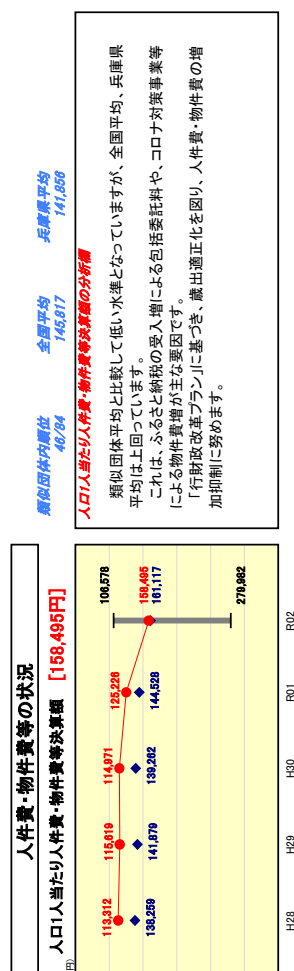 人件費・物件費等の状況
人口1人当たり人件費・物件費等決算額 [158,495円]
円)
113,312
115,619
114,971
125,226
106,578
158,495
161,117
138,259
141,879
139,262
144,528
279,982
H28
H29
H30
R01
R02
類似団体内順位
46/84
全国平均
145,817
兵庫県平均
141,856
人口1人当たり人件費・物件費等決算額の分析欄
類似団体平均と比較して低い水準となっていますが、全国平均、兵庫県
平均は上回っています。
これは、ふるさと納税の受入増による包括委託料や、コロナ対策事業等
による物件費増が主な要因です。
「行財政改革プラン」に基づき、歳出適正化を図り、人件費・物件費の増
加抑制に努めます。